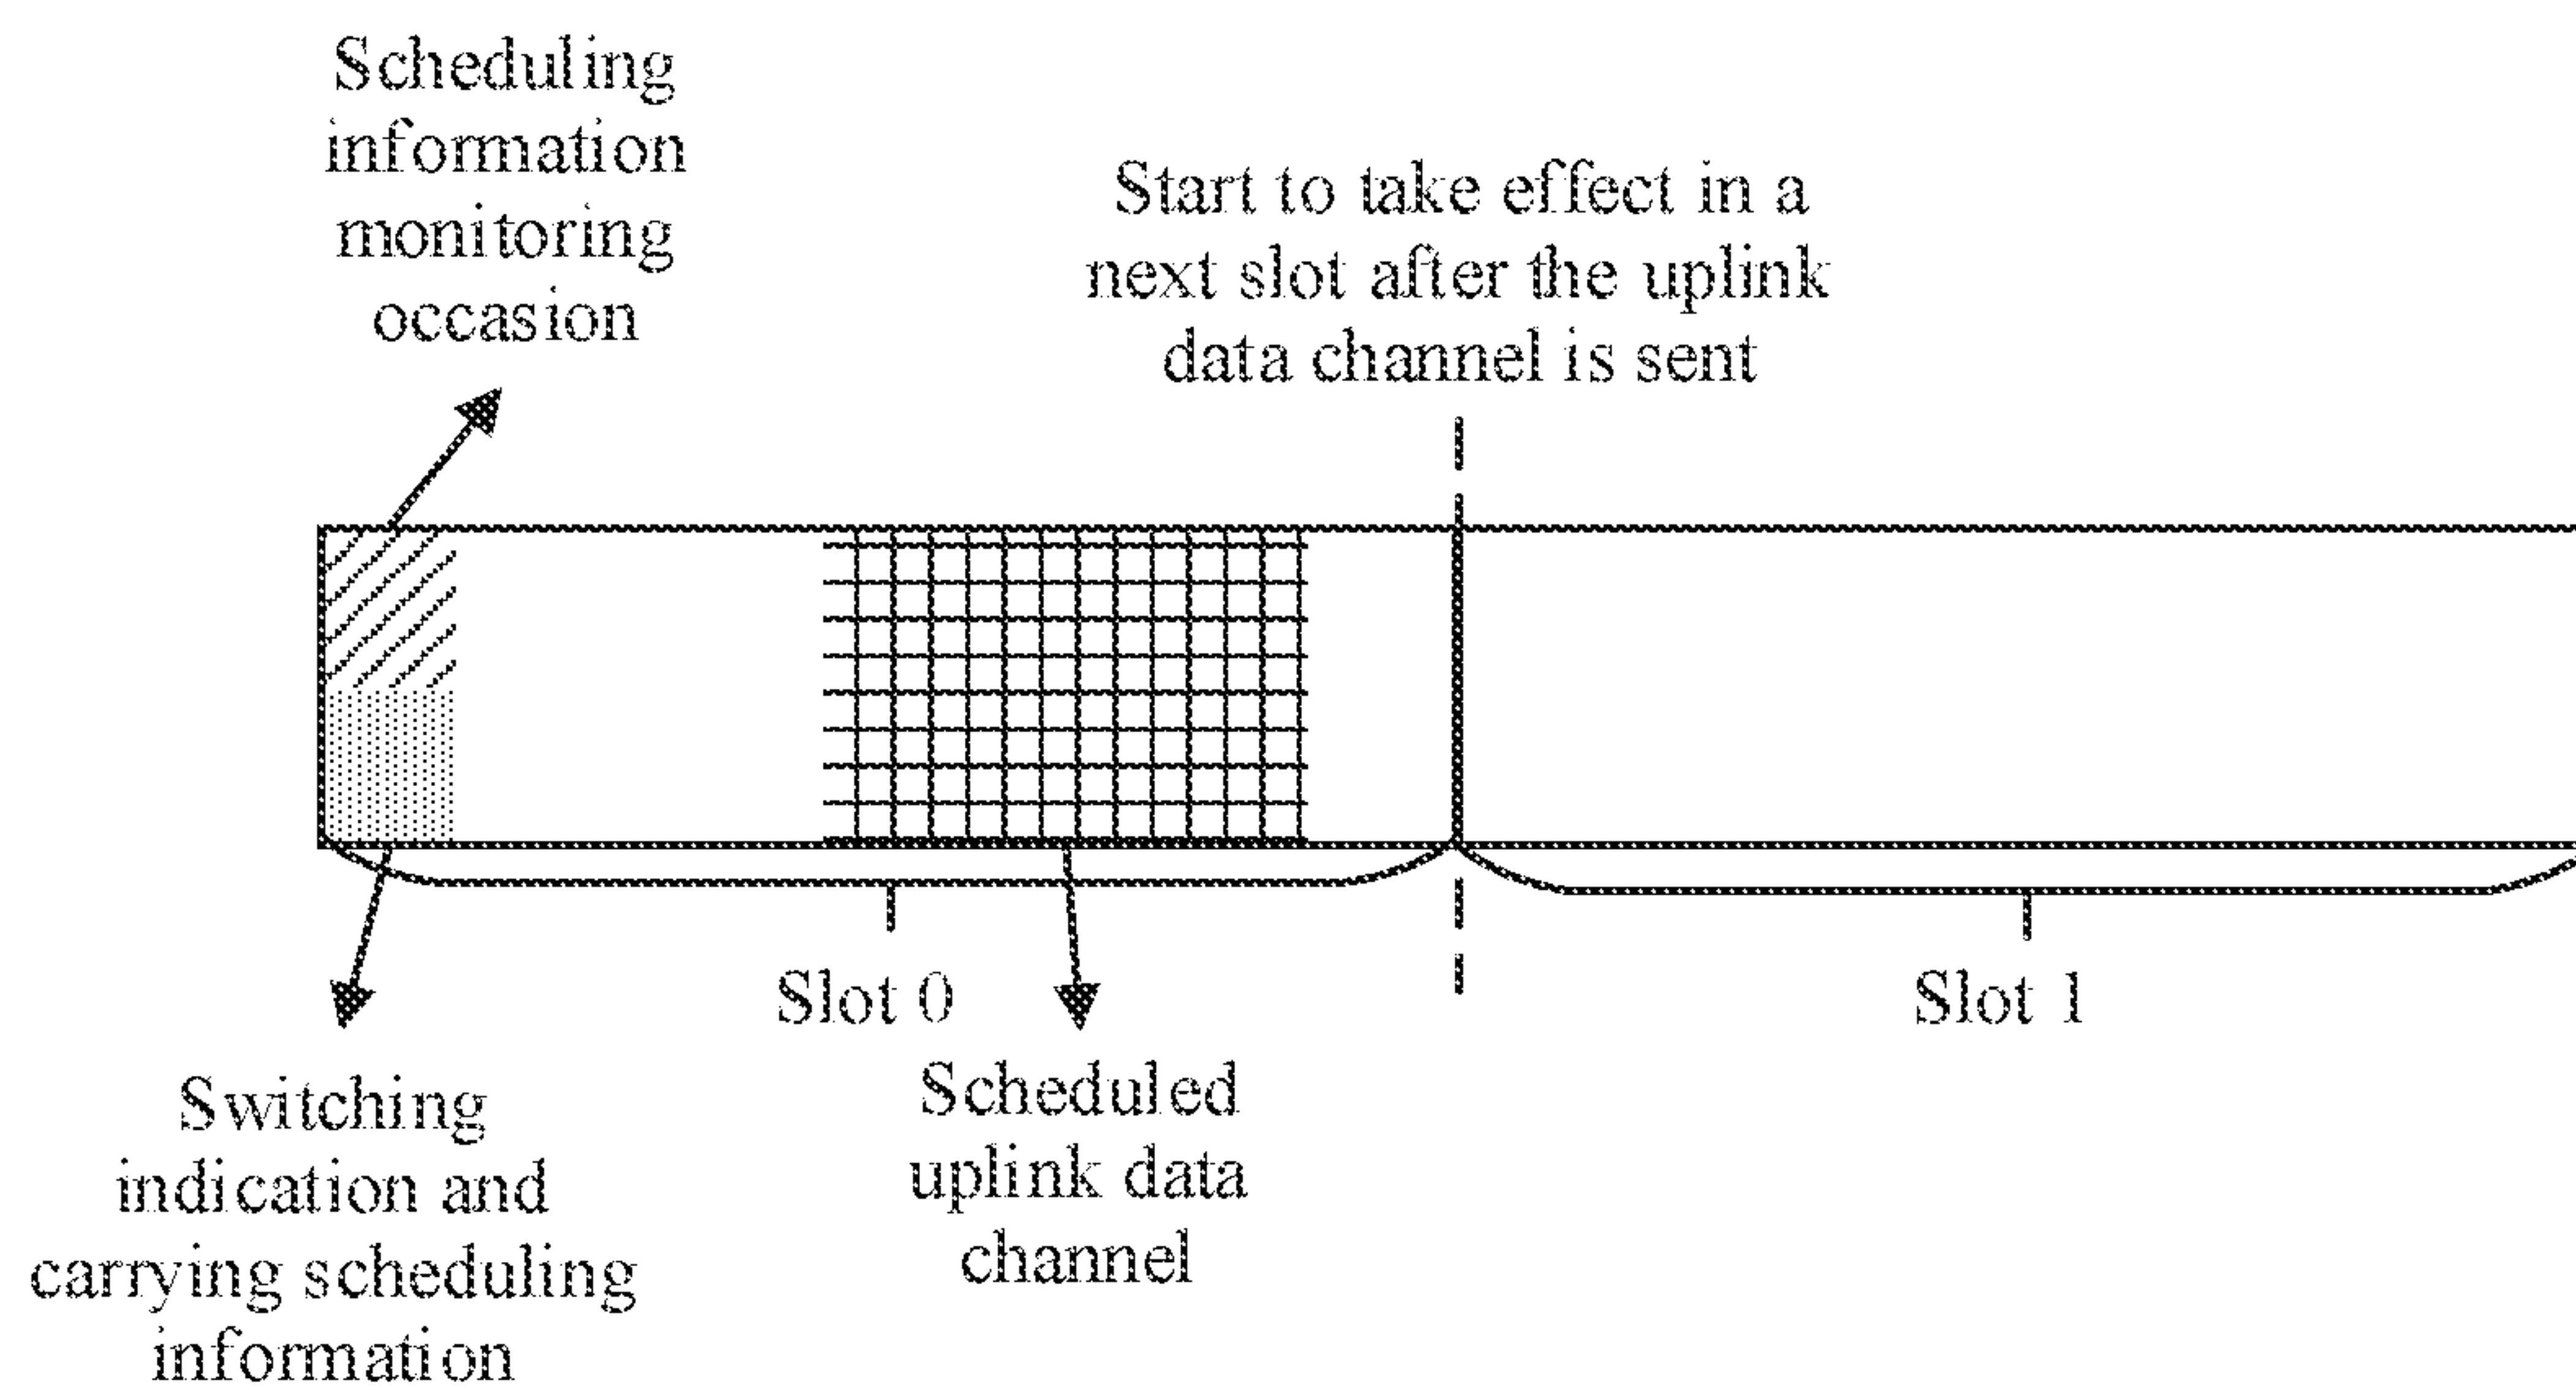 Scheduling
information
monitoring
occasion
Start to take effect in a
next slot after the uplink
data channel is sent
Slot 0
Slot 1
Switching
indication and
carrying scheduling
information
Scheduled
uplink data
channel